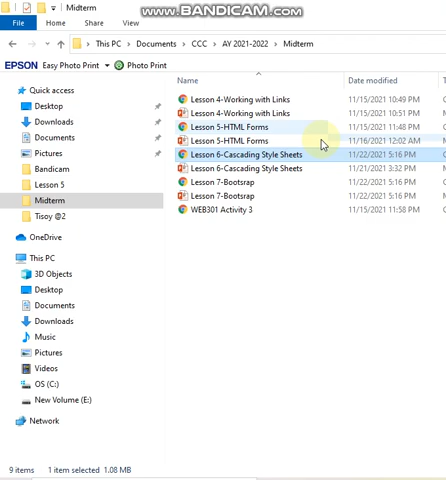 WWW.BANDICAM.COM
Midterm
File Home Share View
This PC > Documents > CCC > AY 2021-2022 > Midterm
EPSON Easy Photo Print Photo Print
Name Date modified
Quick access
Desktop
Downloads
Documents
Pictures
Bandicam
Lesson 5
Midterm
Tisoy @2
OneDrive
This PC
3D Objects
Desktop
Documents
Downloads
Music
Pictures
Videos
OS (C:)
New Volume (E:)
Network
Lesson 4-Working with Links 11/15/2021 10:49 PM
Lesson 4-Working with Links 11/15/2021 10:51 PM
Lesson 5-HTML Forms 11/15/2021 11:48 PM
Lesson 5-HTML Forms 11/16/2021 12:02 AM
Lesson 6-Cascading Style Sheets 11/22/2021 5:16 PM
Lesson 6-Cascading Style Sheets 11/21/2021 3:32 PM
Lesson 7-Bootsrap 11/22/2021 5:16 PM
Lesson 7-Bootsrap 11/22/2021 5:16 PM
WEB301 Activity 3 11/15/2021 11:58 PM
9 items 1 item selected 1.08 MB